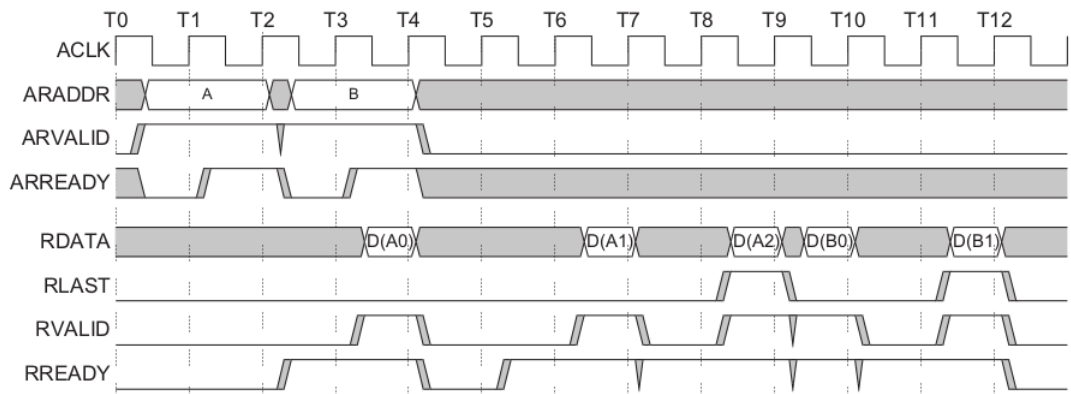 T0 T1 T2 T3 T4 T5 T6 T7 T8 T9 T10 T11 T12
ACLK
ARADDR A B
ARVALID
ARREADY
RDATA D(A0) D(A1) D(A2) D(B0) D(B1)
RLAST
RVALID
RREADY